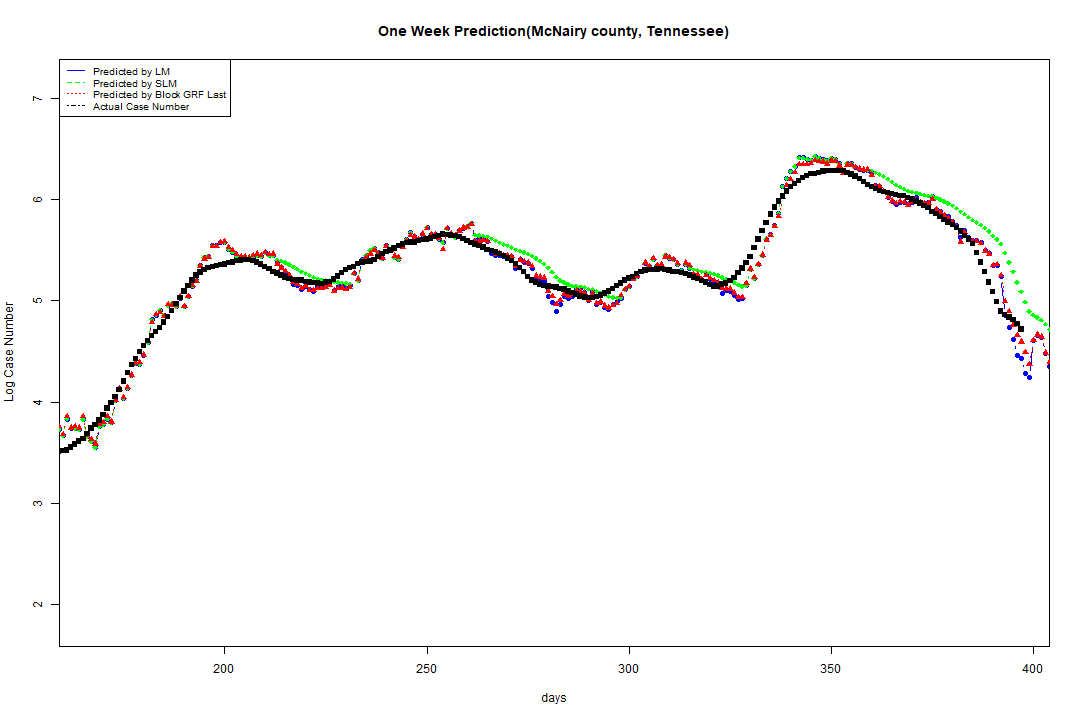 One Week Prediction(McNairy county, Tennessee)
Predicted by LM
Predicted by SLM
Predicted by Block GRF Last
Actual Case Number
7
6
5
4
3
2
Log Case Number
200 250 300 350 400
days